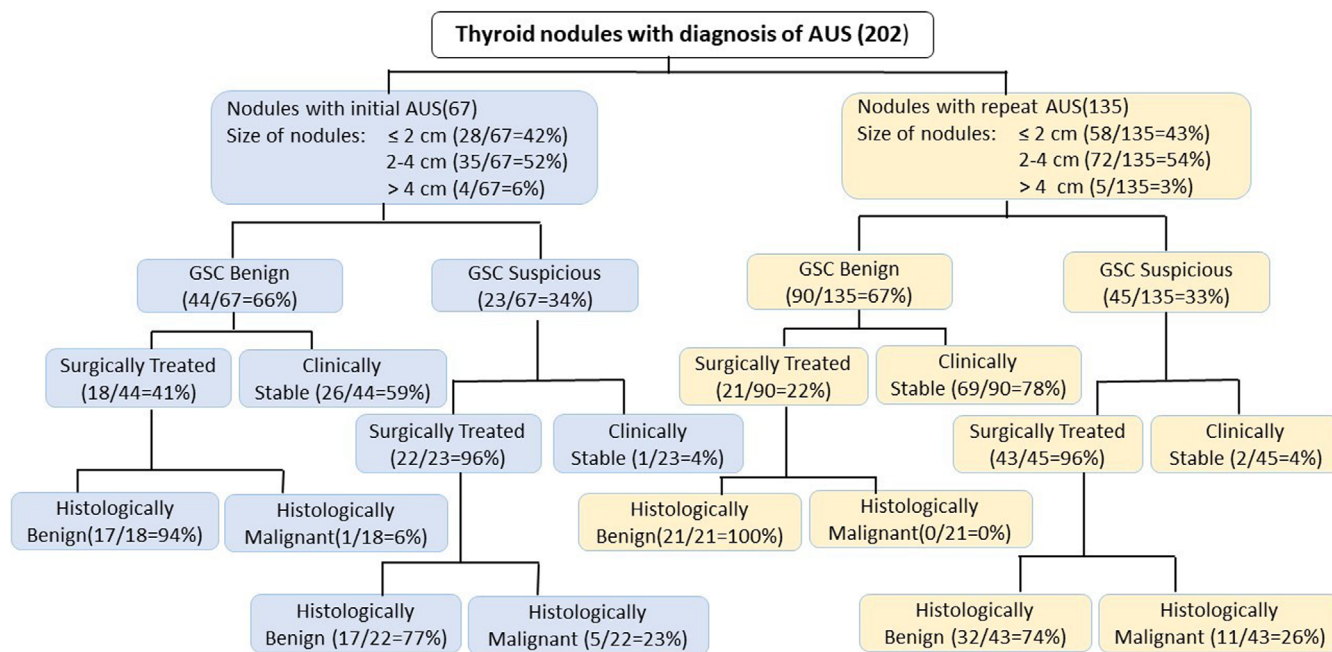 Thyroid nodules with diagnosis of AUS (202)
Nodules with initial AUS(67)
Size of nodules: ≤ 2 cm (28/67=42%)
2-4 cm (35/67=52%)
> 4 cm (4/67=6%)
Nodules with repeat AUS(135)
Size of nodules: ≤ 2 cm (58/135=43%)
2-4 cm (72/135=54%)
> 4 cm (5/135=3%)
GSC Benign
(44/67=66%)
GSC Suspicious
(23/67=34%)
GSC Benign
(90/135=67%)
GSC Suspicious
(45/135=33%)
Surgically Treated
(18/44=41%)
Clinically
Stable (26/44=59%)
Surgically Treated
(21/90=22%)
Clinically
Stable (69/90=78%)
Surgically Treated
(22/23=96%)
Clinically
Stable (1/23=4%)
Surgically Treated
(43/45=96%)
Clinically
Stable (2/45=4%)
Histologically
Benign(17/18=94%)
Histologically
Malignant(1/18=6%)
Histologically
Benign(21/21=100%)
Histologically
Malignant(0/21=0%)
Histologically
Benign (17/22=77%)
Histologically
Malignant (5/22=23%)
Histologically
Benign (32/43=74%)
Histologically
Malignant (11/43=26%)